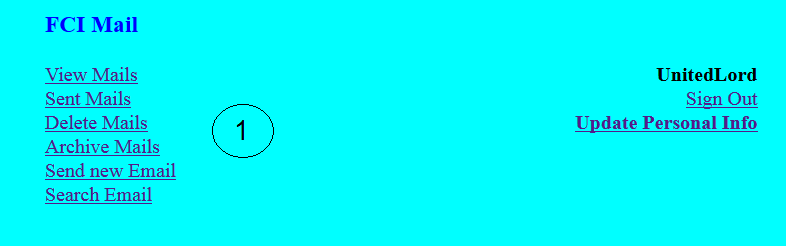 FCI Mail
View Mails
Sent Mails
Delete Mails
Archive Mails
Send new Email
Search Email
1
UnitedLord
Sign Out
Update Personal Info